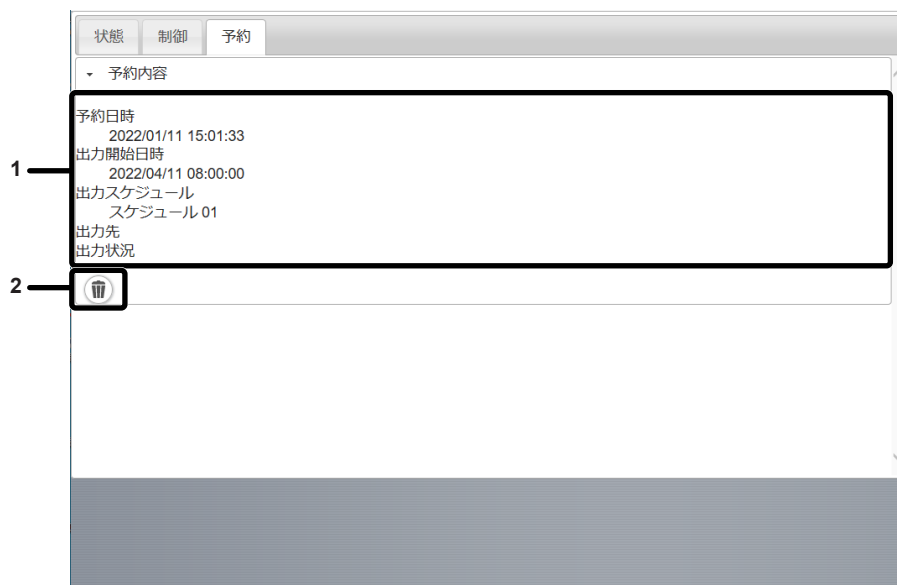 状態 制御 予約
予約内容
予約日時
2022/01/11 15:01:33
出力開始日時
1
2022/04/11 08:00:00
出力スケジュール
スケジュール 01
出力先
出力状況
2